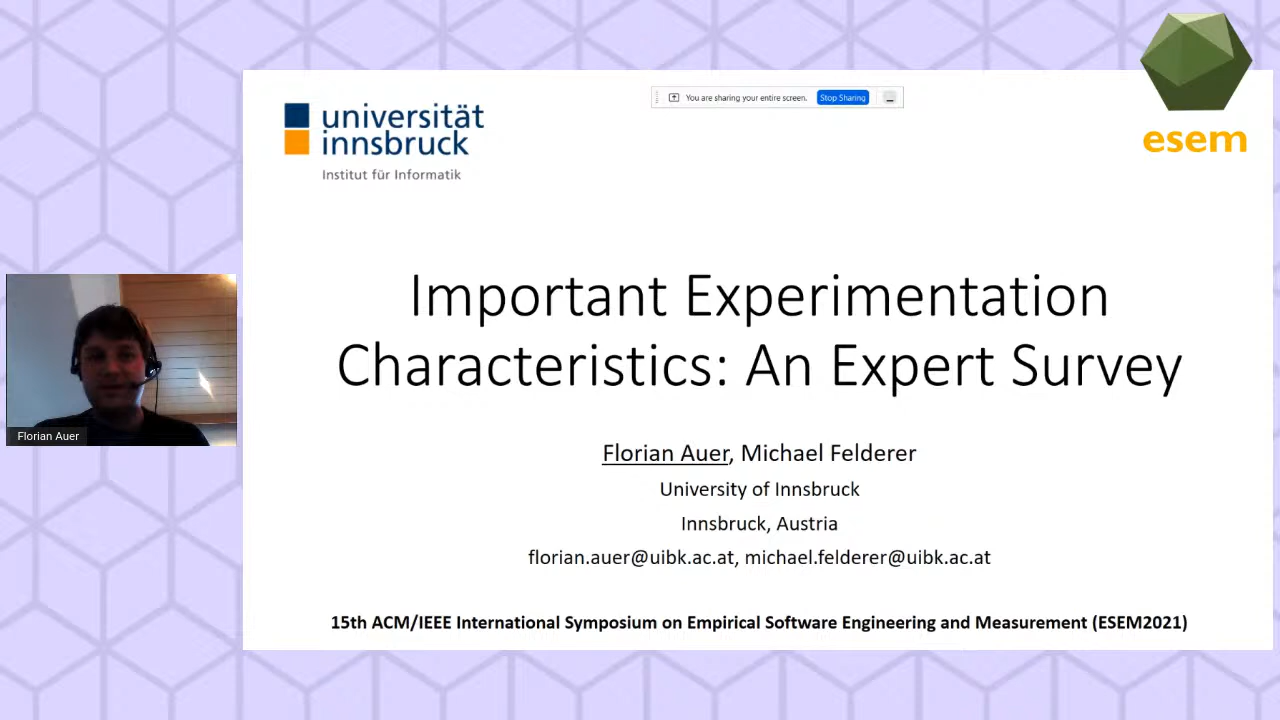 universität
innsbruck
Institut für Informatik
You are sharing your entire screen. Stop Sharing
esem
Important Experimentation
Characteristics: An Expert Survey
Florian Auer, Michael Felderer
University of Innsbruck
Innsbruck, Austria
florian.auer@uibk.ac.at, michael.felderer@uibk.ac.at
15th ACM/IEEE International Symposium on Empirical Software Engineering and Measurement (ESEM2021)
Florian Auer